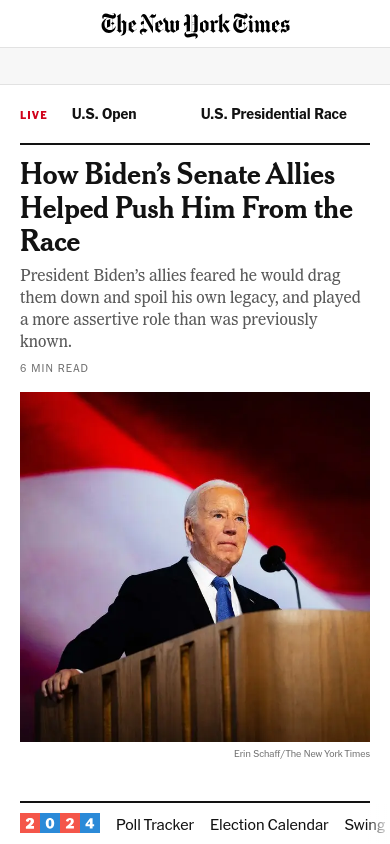 The New York Times
LIVE U.S. Open U.S. Presidential Race
How Biden’s Senate Allies
Helped Push Him From the
Race
President Biden’s allies feared he would drag
them down and spoil his own legacy, and played
a more assertive role than was previously
known.
6 MIN READ
Erin Schaff/The New York Times
2024 Poll Tracker Election Calendar Swing